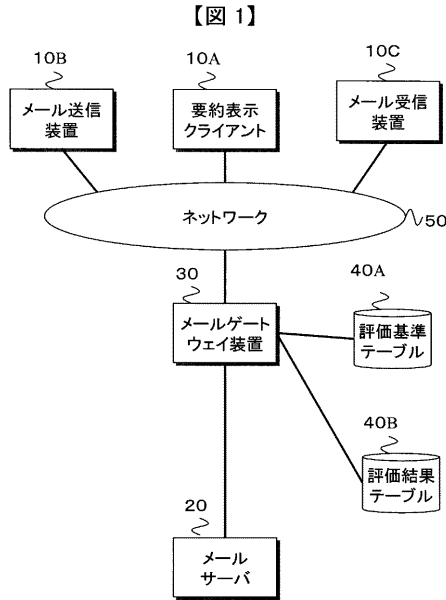 【図 1】
10B
10A
10C
メール送信
装置
要約表示
クライアント
メール受信
装置
ネットワーク
50
30
メールゲート
ウェイ装置
40A
評価基準
テーブル
40B
評価結果
テーブル
20
メール
サーバ